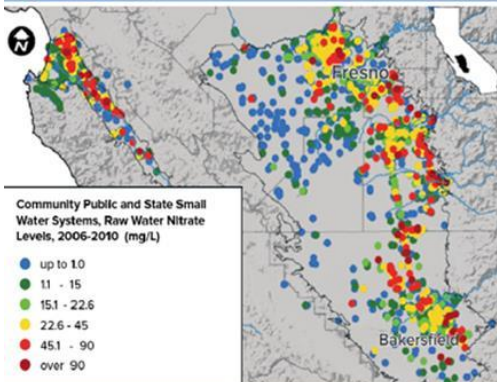 N
Fresno
Community Public and State Small
Water Systems, Raw Water Nitrate
Levels, 2006-2010 (mg/L)
up to 1.0
1.1 - 15
15.1 - 22.6
22.6 - 45
45.1 - 90
over 90
Bakersfield